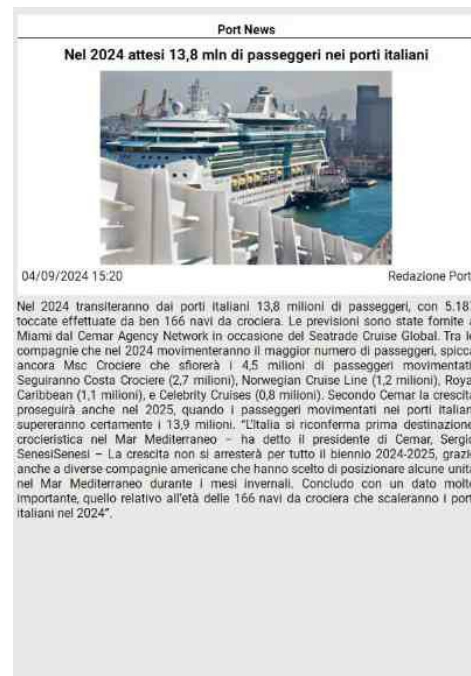 Port News
Nel 2024 attesi 13,8 mln di passeggeri nei porti italiani
04/09/2024 15:20
Redazione Port
Nel 2024 transiteranno dai porti italiani 13,8 milioni di passeggeri, con 5.187
toccate effettuate da ben 166 navi da crociera. Le previsioni sono state fornite a
Miami dal Cemar Agency Network in occasione del Seatrade Cruise Global. Tra le
compagnie che nel 2024 movimenteranno il maggior numero di passeggeri, spicca
ancora Msc Crociere che sfiorerà i 4,5 milioni di passeggeri movimentati.
Seguiranno Costa Crociere (2,7 milioni), Norwegian Cruise Line (1,2 milioni), Royal
Caribbean (1,1 milioni), e Celebrity Cruises (0,8 milioni). Secondo Cemar la crescita
proseguirà anche nel 2025, quando i passeggeri movimentati nei porti italiani
supereranno certamente i 13,9 milioni. “L'Italia si riconferma prima destinazione
crocieristica nel Mar Mediterraneo – ha detto il presidente di Cemar, Sergio
SenesiSenesi – La crescita non si arresterà per tutto il biennio 2024-2025, grazie
anche a diverse compagnie americane che hanno scelto di posizionare alcune unità
nel Mar Mediterraneo durante i mesi invernali. Concludo con un dato molto
importante, quello relativo all'età delle 166 navi da crociera che scaleranno i porti
italiani nel 2024”.